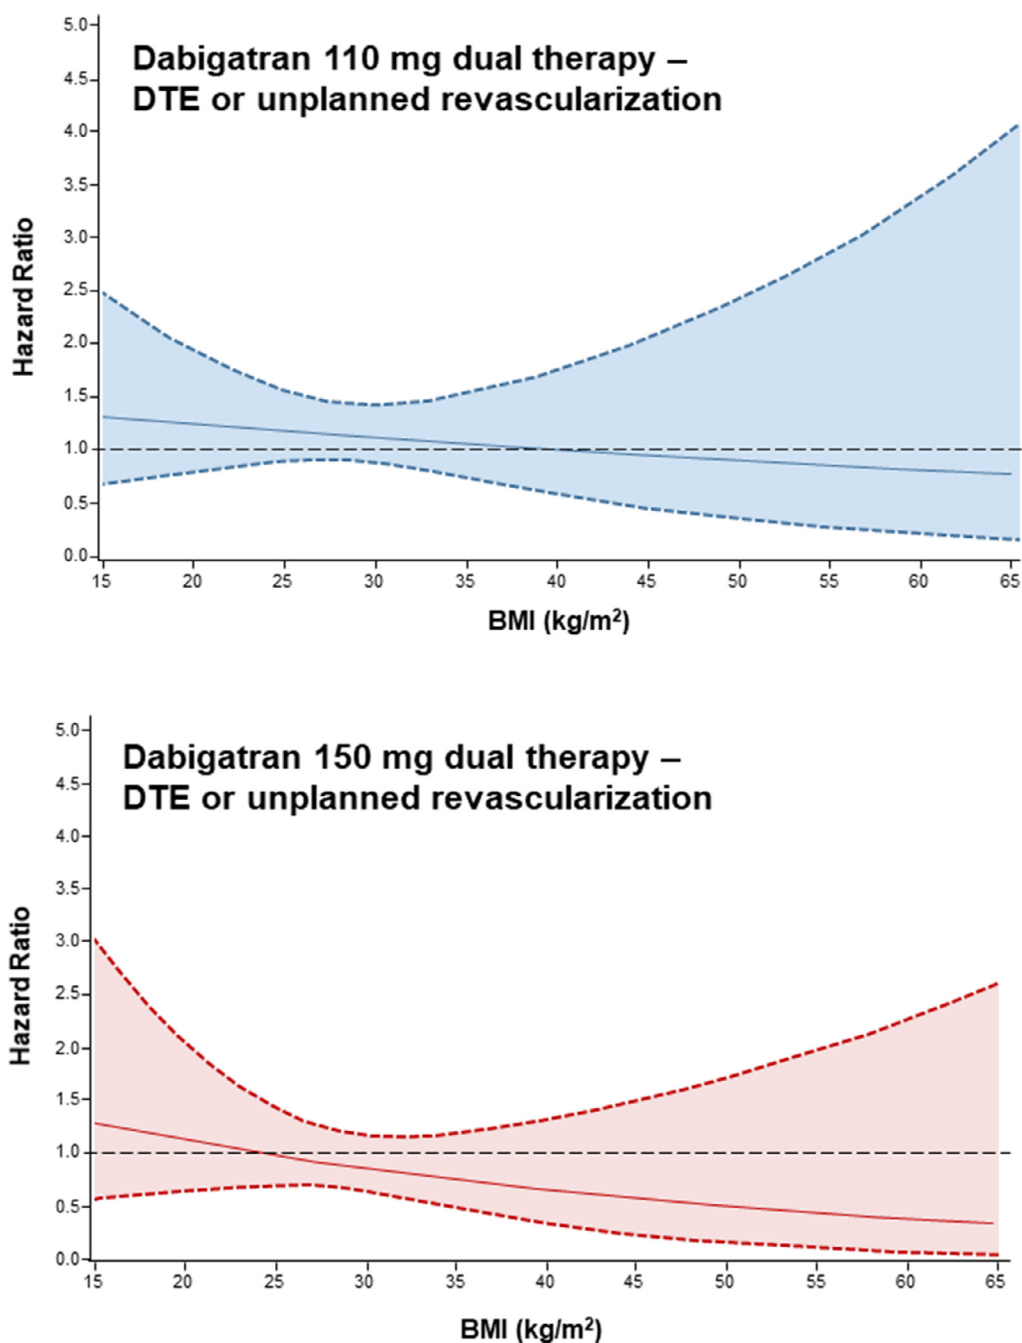 Dabigatran 110 mg dual therapy –
DTE or unplanned revascularization
Hazard Ratio
5.0
4.5
4.0
3.5
3.0
2.5
2.0
1.5
1.0
0.5
0.0
15 20 25 30 35 40 45 50 55 60 65
BMI (kg/m²)
Dabigatran 150 mg dual therapy –
DTE or unplanned revascularization
Hazard Ratio
5.0
4.5
4.0
3.5
3.0
2.5
2.0
1.5
1.0
0.5
0.0
15 20 25 30 35 40 45 50 55 60 65
BMI (kg/m²)